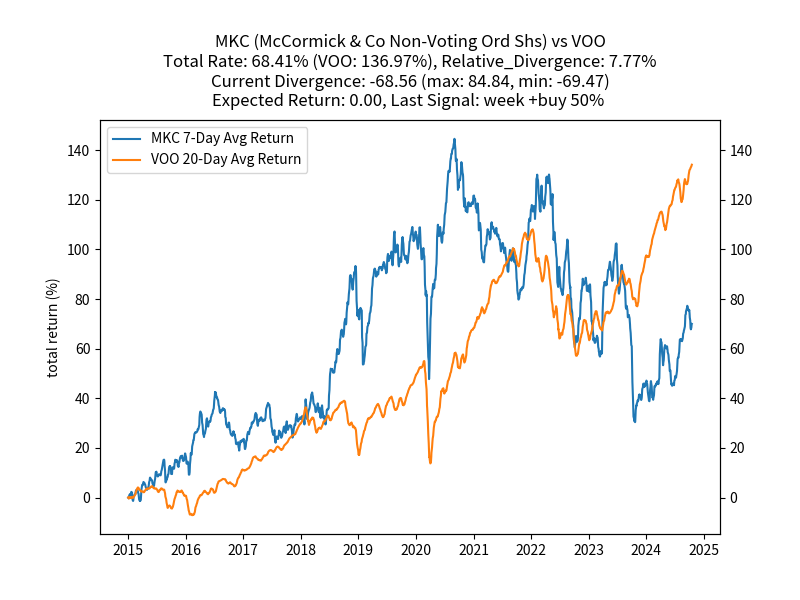 MKC (McCormick & Co Non-Voting Ord Shs) vs VOO
Total Rate: 68.41% (VOO: 136.97%), Relative_Divergence: 7.77%
Current Divergence: -68.56 (max: 84.84, min: -69.47)
Expected Return: 0.00, Last Signal: week +buy 50%
MKC 7-Day Avg Return
VOO 20-Day Avg Return
total return (%)
140
120
100
80
60
40
20
0
140
120
100
80
60
40
20
0
2015 2016 2017 2018 2019 2020 2021 2022 2023 2024 2025